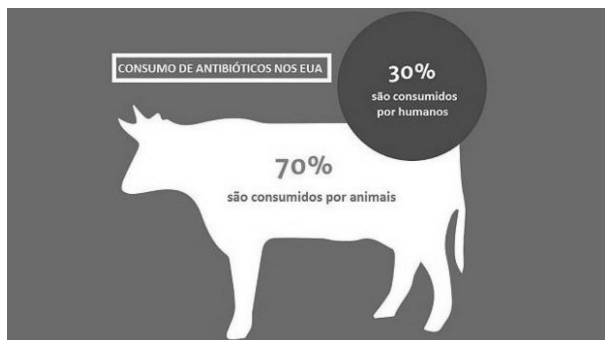 CONSUMO DE ANTIBIÓTICOS NOS EUA
30%
são consumidos
por humanos
70%
são consumidos por animais